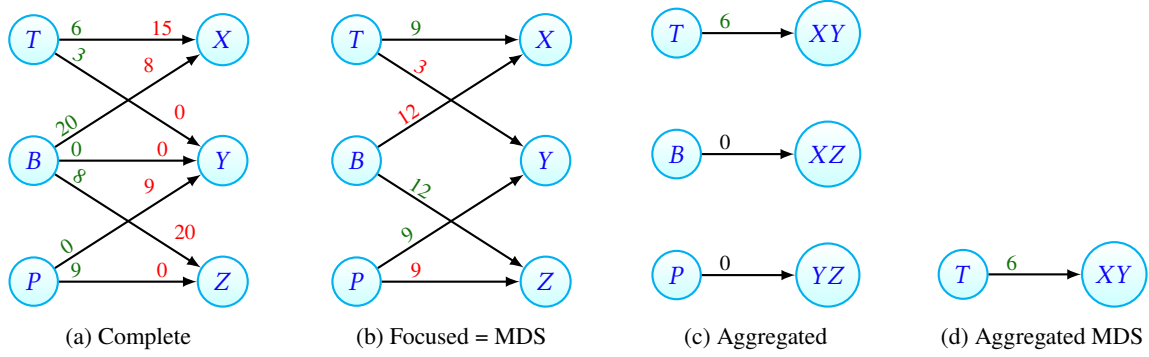 T 6 15 X
3 8
20 0
B 0 0 Y
8 9
0 20
P 9 0 Z
(a) Complete
T 9 X
3
12
B Y
12
9
P 9 Z
(b) Focused = MDS
T 6 XY
B 0 XZ
P 0 YZ
(c) Aggregated
T 6 XY
(d) Aggregated MDS